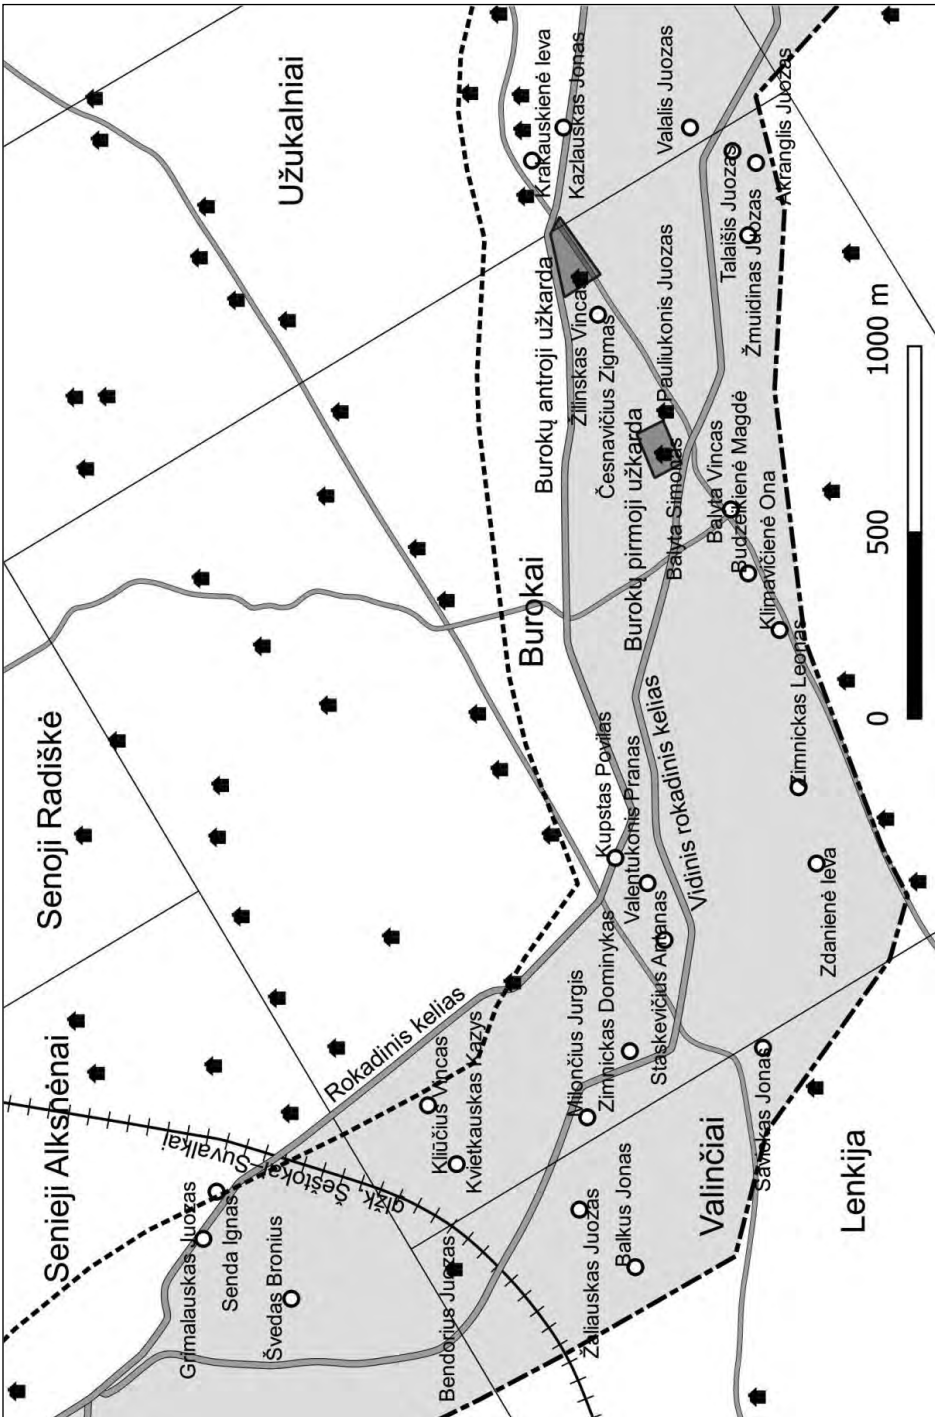 Senieji Alksnėnai
Senoji Radiškė
Užukalniai
Grimalauskas Juozas
Senda Ignas
Švedas Bronius
glžk. Šeštokai-Suvalkai
Rokadinis kelias
Kliūčius Vincas
Kvietkauskas Kazys
Bendorius Juozas
Žaliauskas Juozas
Balkus Jonas
Milončius Jurgis
Zimnickas Dominykas
Staskevičius Antanas
Valentukonis Pranas
Kupstas Povilas
Vidinis rokadinis kelias
Burokai
Burokų antroji užkarda
Žilinskas Vincas
Česnavičius Zigmas
Burokų pirmoji užkarda
Balyta Simonas
Pauliukonis Juozas
Krakauskienė Ieva
Kazlauskas Jonas
Valalis Juozas
Talaišis Juozas
Žmuidinas Juozas
Akranglis Juozas
Balyta Vincas
Budzeikienė Magdė
Klimavičienė Ona
Zimnickas Leonas
Zdanienė Ieva
Savickas Jonas
Valinčiai
Lenkija
0 500 1000 m